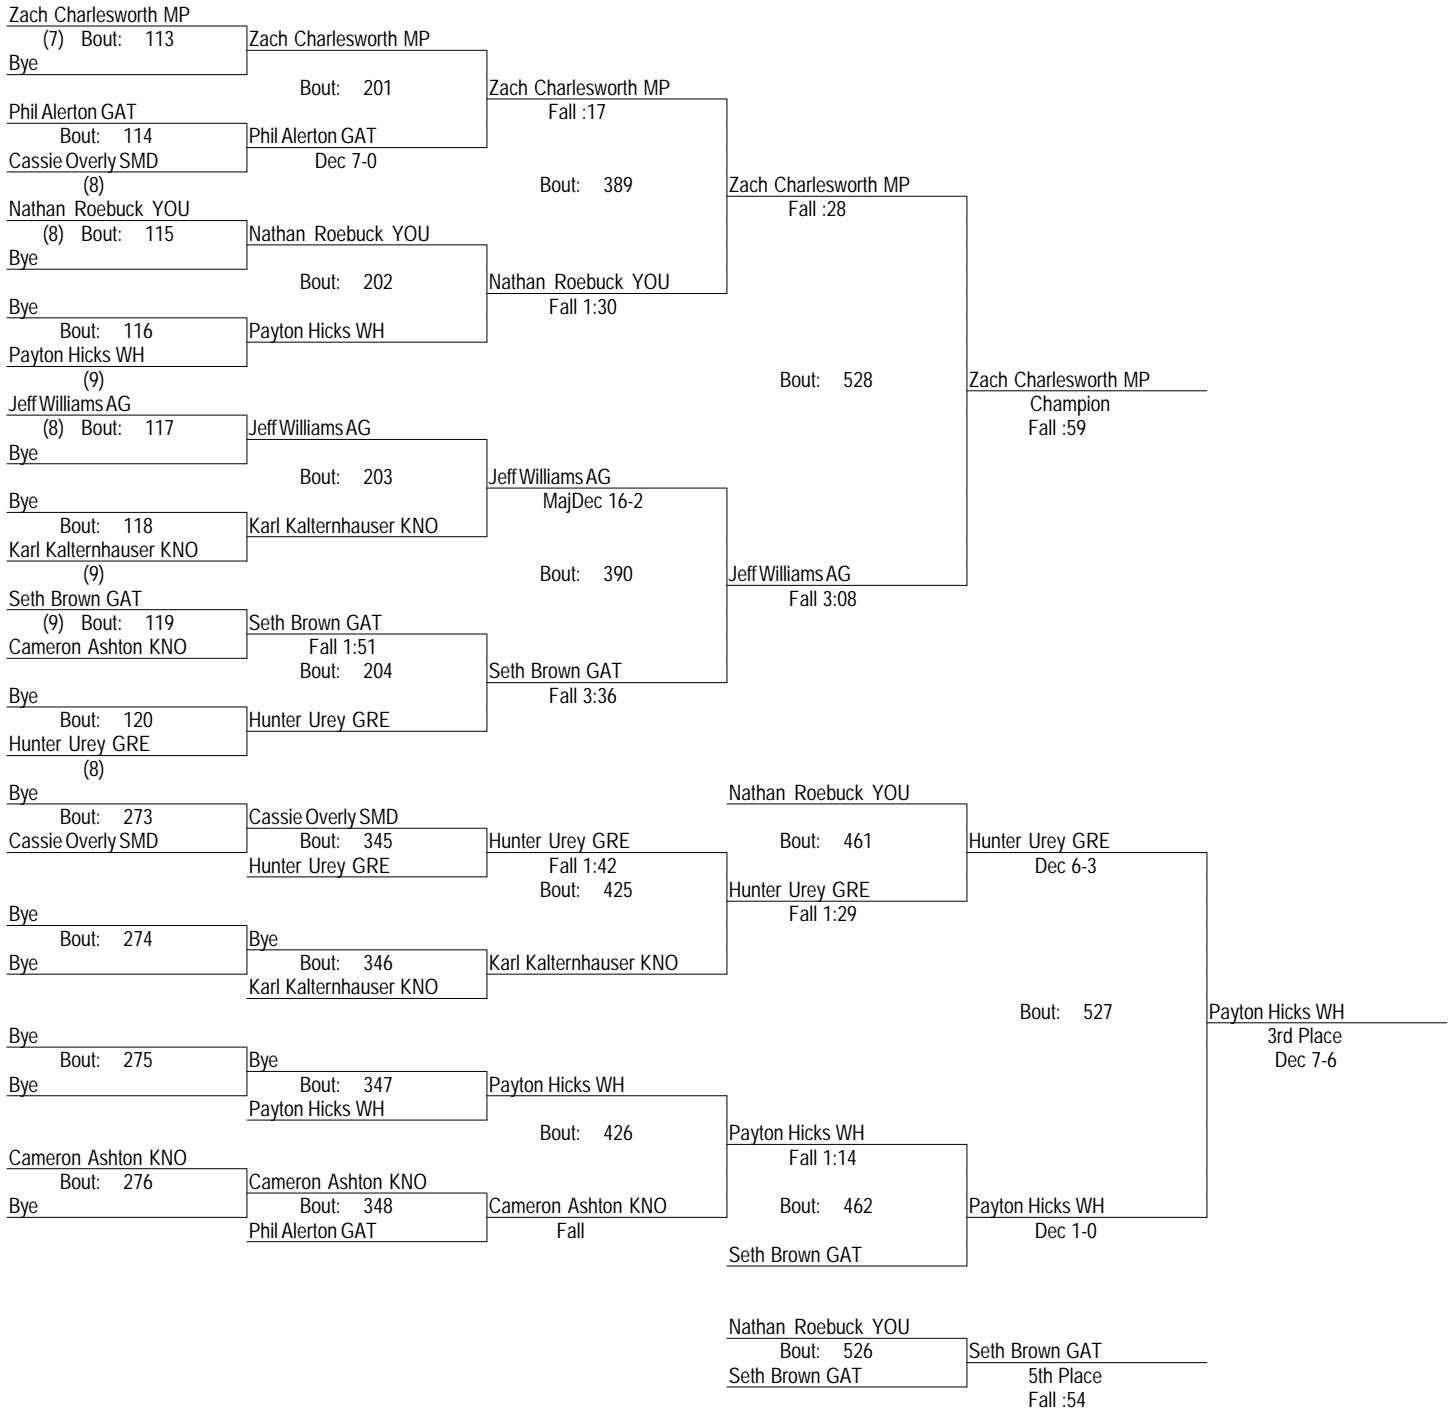 Zach Charlesworth MP
(7) Bout: 113 Zach Charlesworth MP
Bye
Bout: 201 Zach Charlesworth MP
Phil Alerton GAT Fall :17
Bout: 114 Phil Alerton GAT
Cassie Overly SMD Dec 7-0
(8) Bout: 389 Zach Charlesworth MP
Nathan Roebuck YOU Fall :28
(8) Bout: 115 Nathan Roebuck YOU
Bye
Bout: 202 Nathan Roebuck YOU
Bye Fall 1:30
Bout: 116 Payton Hicks WH
Payton Hicks WH
(9) Bout: 528 Zach Charlesworth MP
Jeff Williams AG Champion
(8) Bout: 117 Jeff Williams AG Fall :59
Bye
Bout: 203 Jeff Williams AG
Bye MajDec 16-2
Bout: 118 Karl Kalternhauser KNO
Karl Kalternhauser KNO
(9) Bout: 390 Jeff Williams AG
Seth Brown GAT Fall 3:08
(9) Bout: 119 Seth Brown GAT
Cameron Ashton KNO Fall 1:51
Bout: 204 Seth Brown GAT
Bye Fall 3:36
Bout: 120 Hunter Urey GRE
Hunter Urey GRE
(8)
Bye Nathan Roebuck YOU
Bout: 273 Cassie Overly SMD
Cassie Overly SMD Bout: 345 Hunter Urey GRE Bout: 461 Hunter Urey GRE
Hunter Urey GRE Fall 1:42 Dec 6-3
Bout: 425 Hunter Urey GRE
Bye Fall 1:29
Bout: 274 Bye
Bye Bout: 346 Karl Kalternhauser KNO
Karl Kalternhauser KNO
Bout: 527 Payton Hicks WH
Bye 3rd Place
Bout: 275 Bye Dec 7-6
Bye Bout: 347 Payton Hicks WH
Payton Hicks WH
Bout: 426 Payton Hicks WH
Cameron Ashton KNO Fall 1:14
Bout: 276 Cameron Ashton KNO
Bye Bout: 348 Cameron Ashton KNO Bout: 462 Payton Hicks WH
Phil Alerton GAT Fall Dec 1-0
Seth Brown GAT
Nathan Roebuck YOU
Bout: 526 Seth Brown GAT
Seth Brown GAT 5th Place
Fall :54